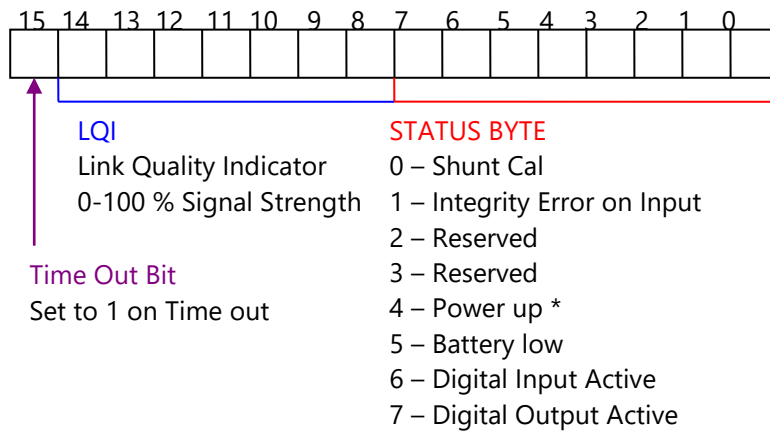 15 14 13 12 11 10 9 8 7 6 5 4 3 2 1 0
LQI
Link Quality Indicator
0-100 % Signal Strength
Time Out Bit
Set to 1 on Time out
STATUS BYTE
0 – Shunt Cal
1 – Integrity Error on Input
2 – Reserved
3 – Reserved
4 – Power up *
5 – Battery low
6 – Digital Input Active
7 – Digital Output Active